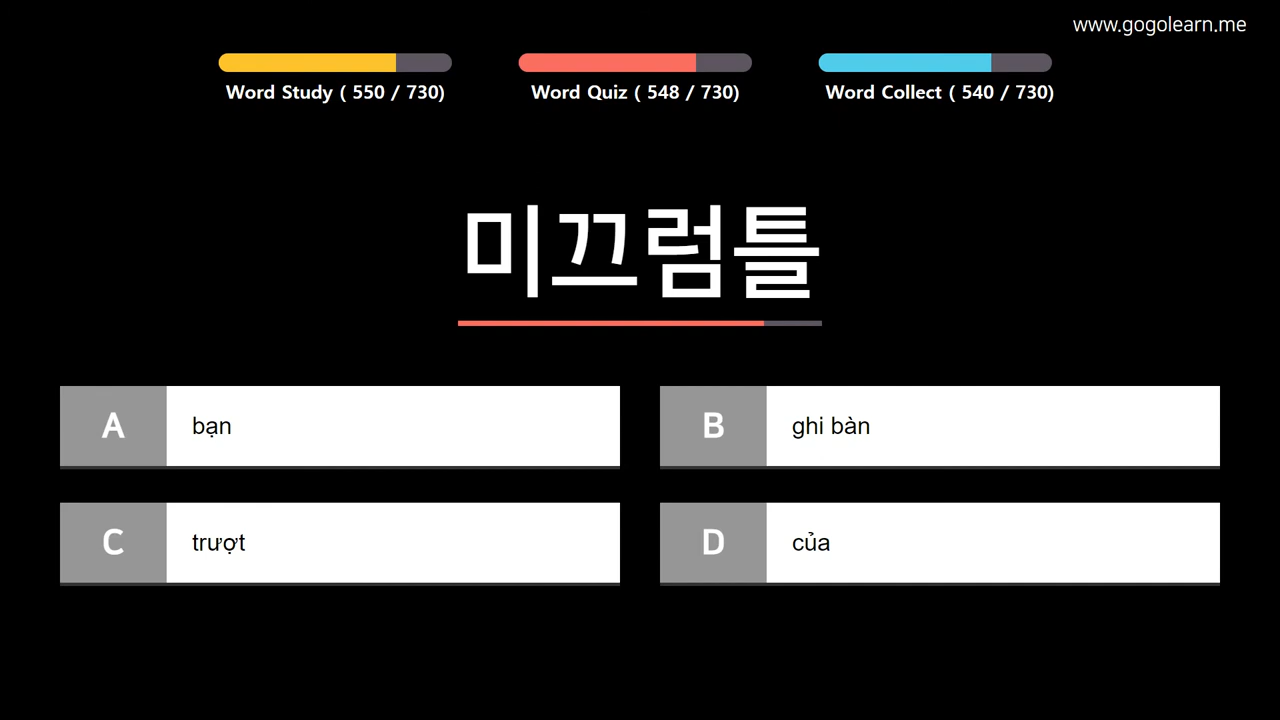 www.gogolearn.me
Word Study ( 550 / 730)
Word Quiz ( 548 / 730)
Word Collect ( 540 / 730)
미끄럼틀
A bạn
B ghi bàn
C trượt
D của